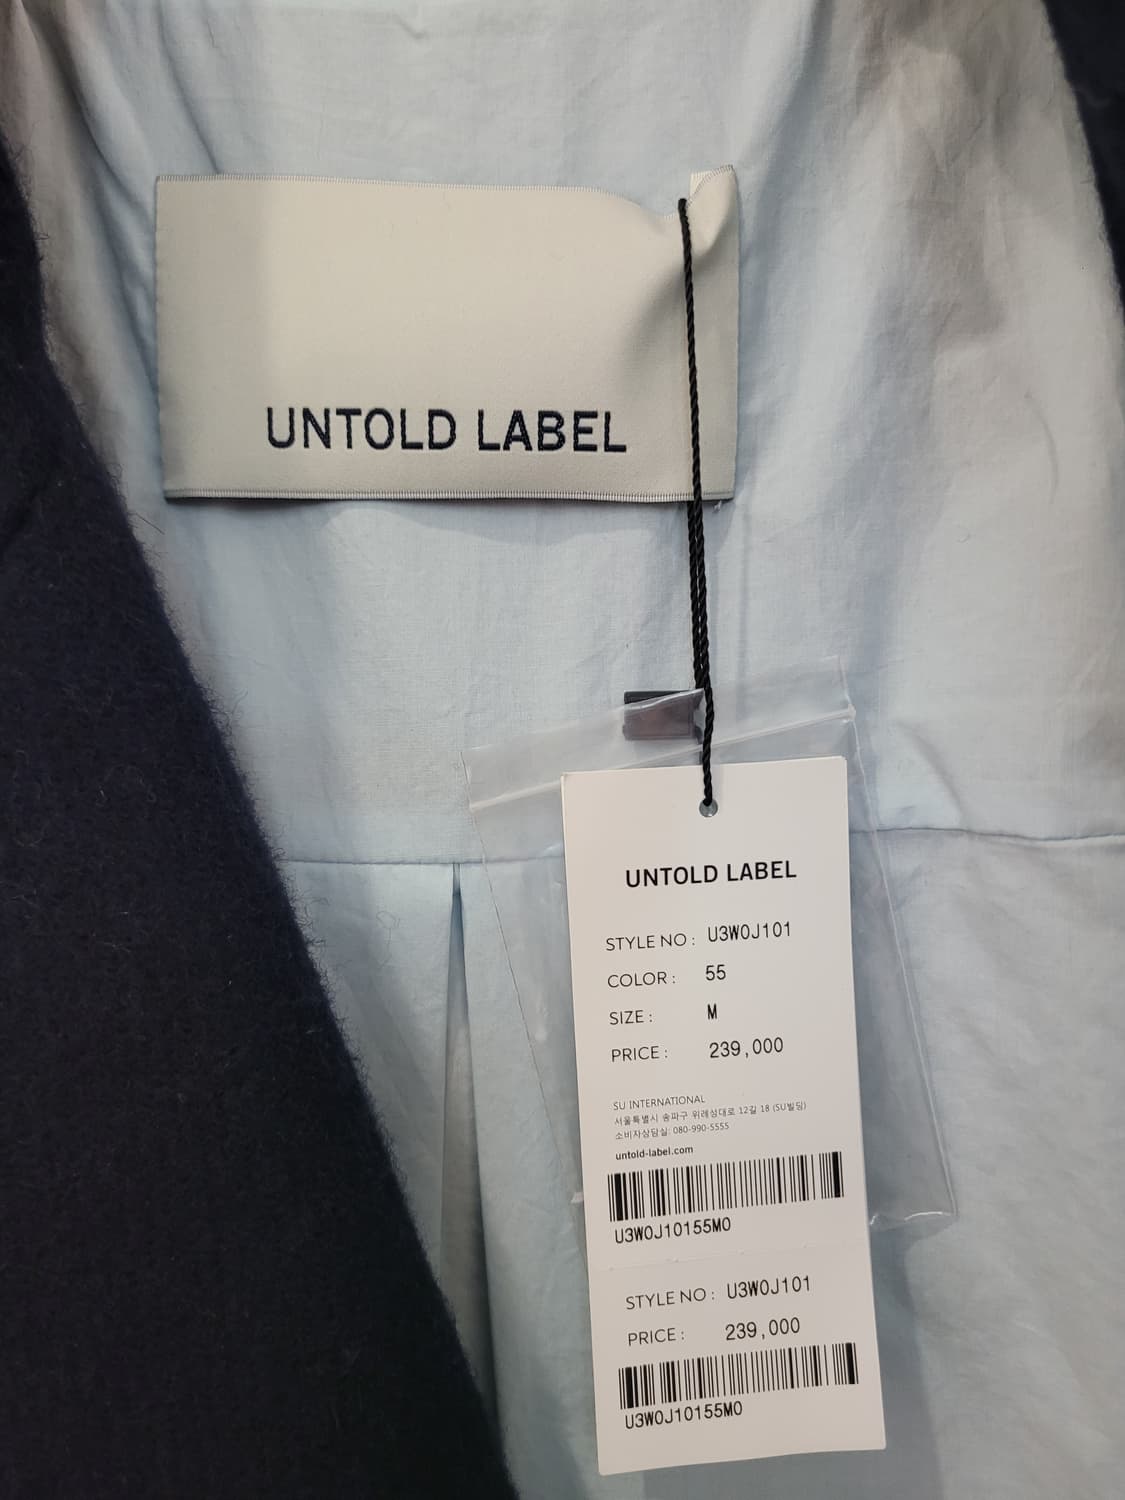 UNTOLD LABEL
UNTOLD LABEL
STYLE NO : U3W0J101
COLOR : 55
SIZE : M
PRICE : 239,000
SU INTERNATIONAL
서울특별시 송파구 위례성대로 12길 18 (SU빌딩)
소비자상담실: 080-990-5555
untold-label.com
U3W0J10155M0
STYLE NO : U3W0J101
PRICE : 239,000
U3W0J10155M0